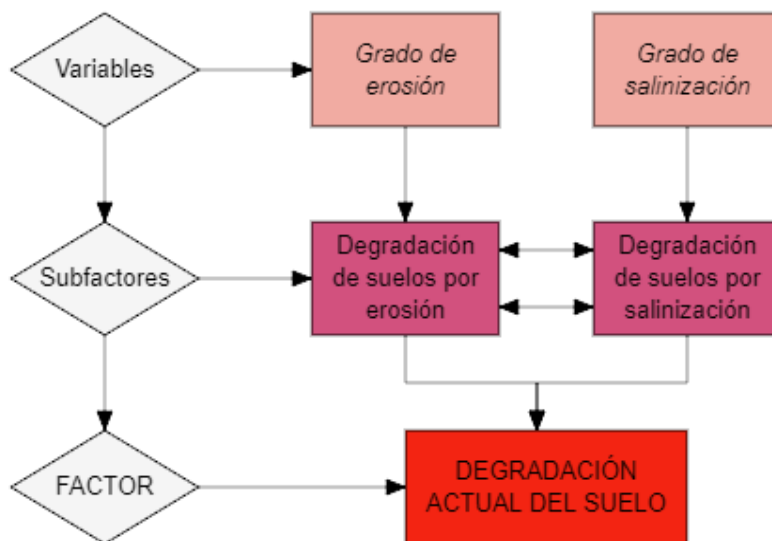 Variables
Grado de
erosión
Grado de
salinización
Subfactores
Degradación
de suelos por
erosión
Degradación
de suelos por
salinización
FACTOR
DEGRADACIÓN
ACTUAL DEL SUELO